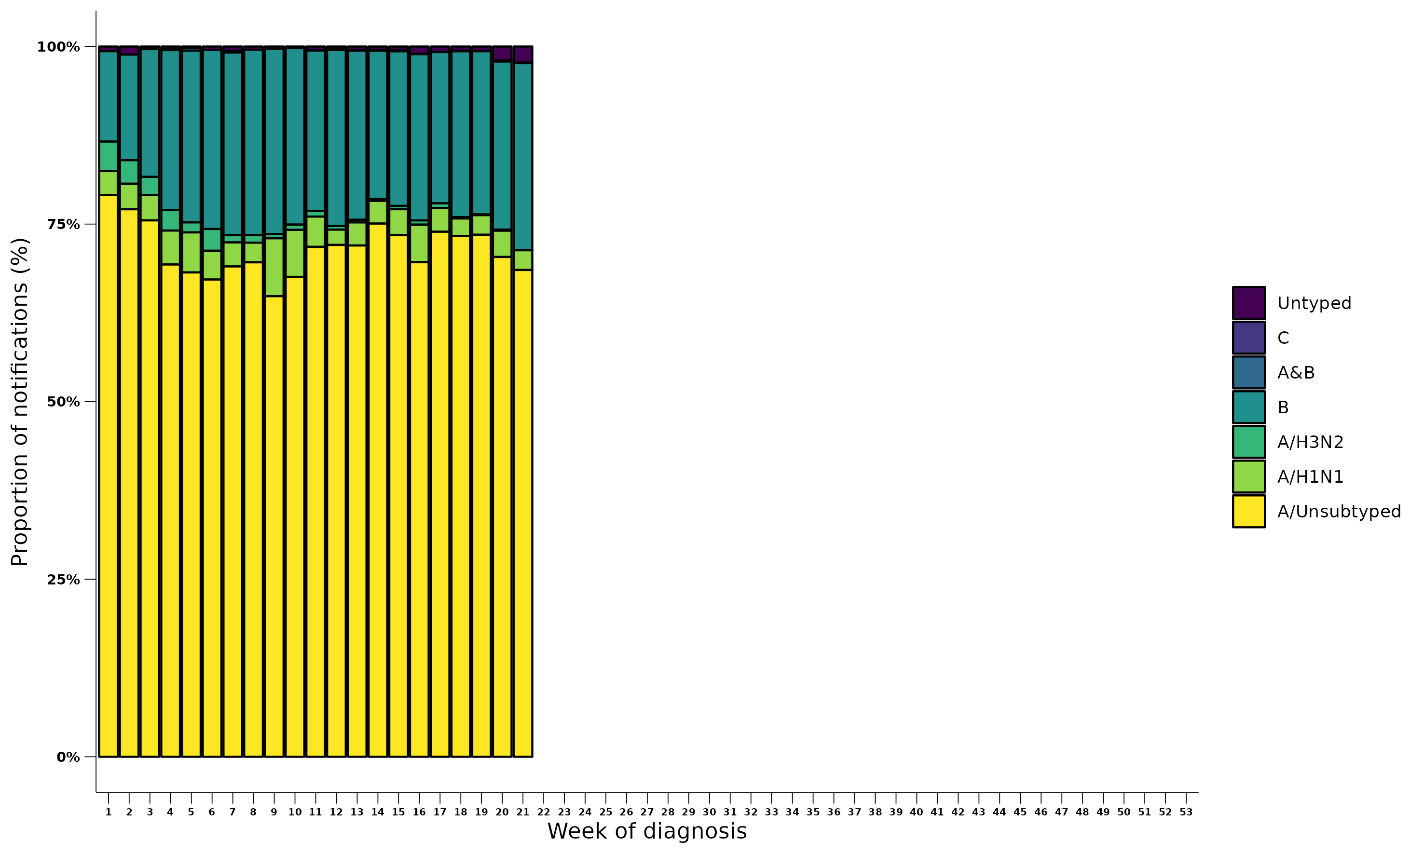 Proportion of notifications (%)
100%
75%
50%
25%
0%
1 2 3 4 5 6 7 8 9 10 11 12 13 14 15 16 17 18 19 20 21 22 23 24 25 26 27 28 29 30 31 32 33 34 35 36 37 38 39 40 41 42 43 44 45 46 47 48 49 50 51 52 53
Week of diagnosis
Untyped
C
A&B
B
A/H3N2
A/H1N1
A/Unsubtyped